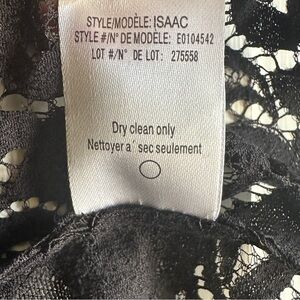 STYLE/MODÈLE: ISAAC
STYLE #/N° DE MODÈLE: E0104542
LOT #/N° DE LOT: 275558
Dry clean only
Nettoyer a´ sec seulement